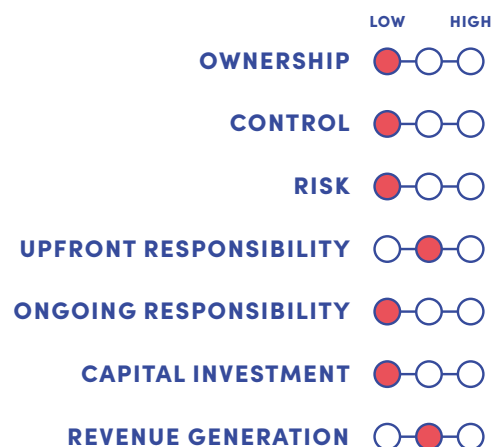 LOW HIGH
OWNERSHIP
CONTROL
RISK
UPFRONT RESPONSIBILITY
ONGOING RESPONSIBILITY
CAPITAL INVESTMENT
REVENUE GENERATION